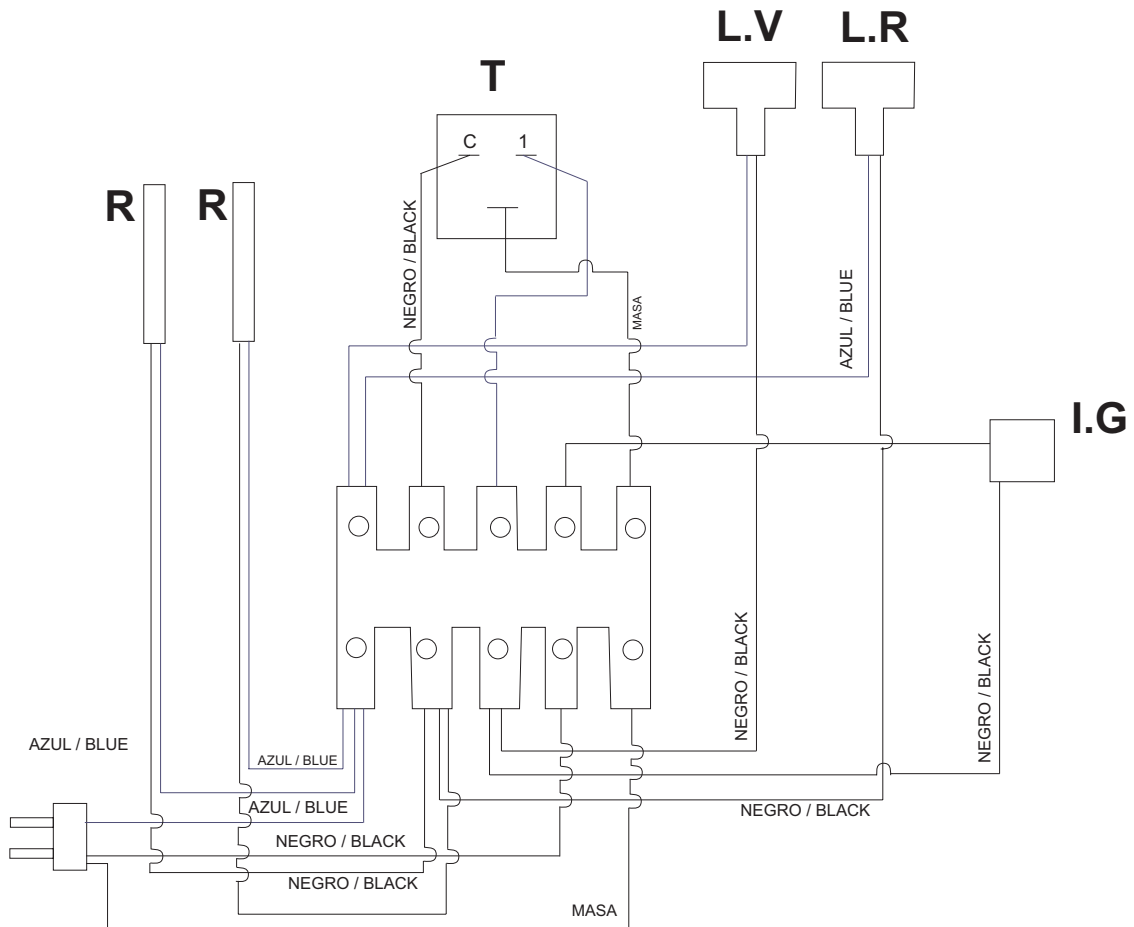 L.V
L.R
T
C
1
R
R
NEGRO / BLACK
MASA
AZUL / BLUE
I.G
NEGRO / BLACK
NEGRO / BLACK
AZUL / BLUE
AZUL / BLUE
AZUL / BLUE
NEGRO / BLACK
NEGRO / BLACK
NEGRO / BLACK
MASA